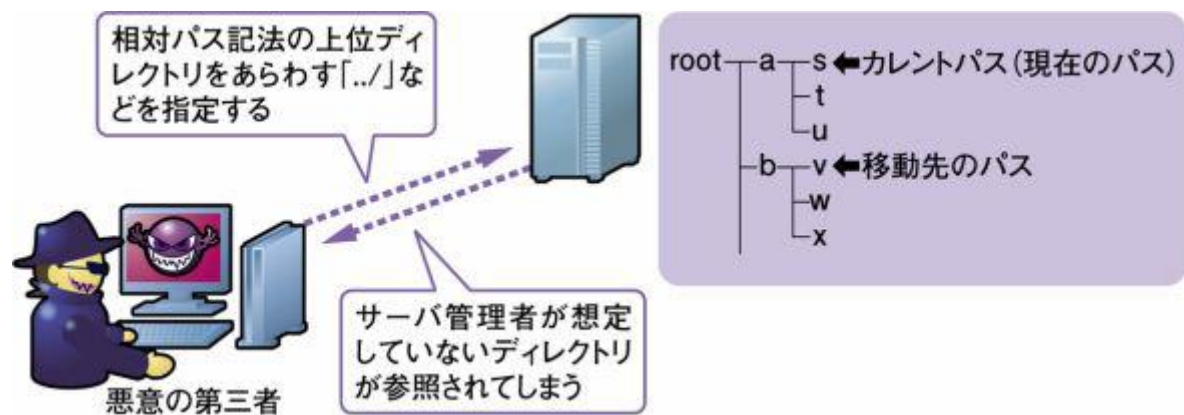 相対パス記法の上位ディ
レクトリをあらわす「../」な
どを指定する
サーバ管理者が想定
していないディレクトリ
が参照されてしまう
悪意の第三者
root a s ←カレントパス(現在のパス)
t
u
b v ←移動先のパス
w
x